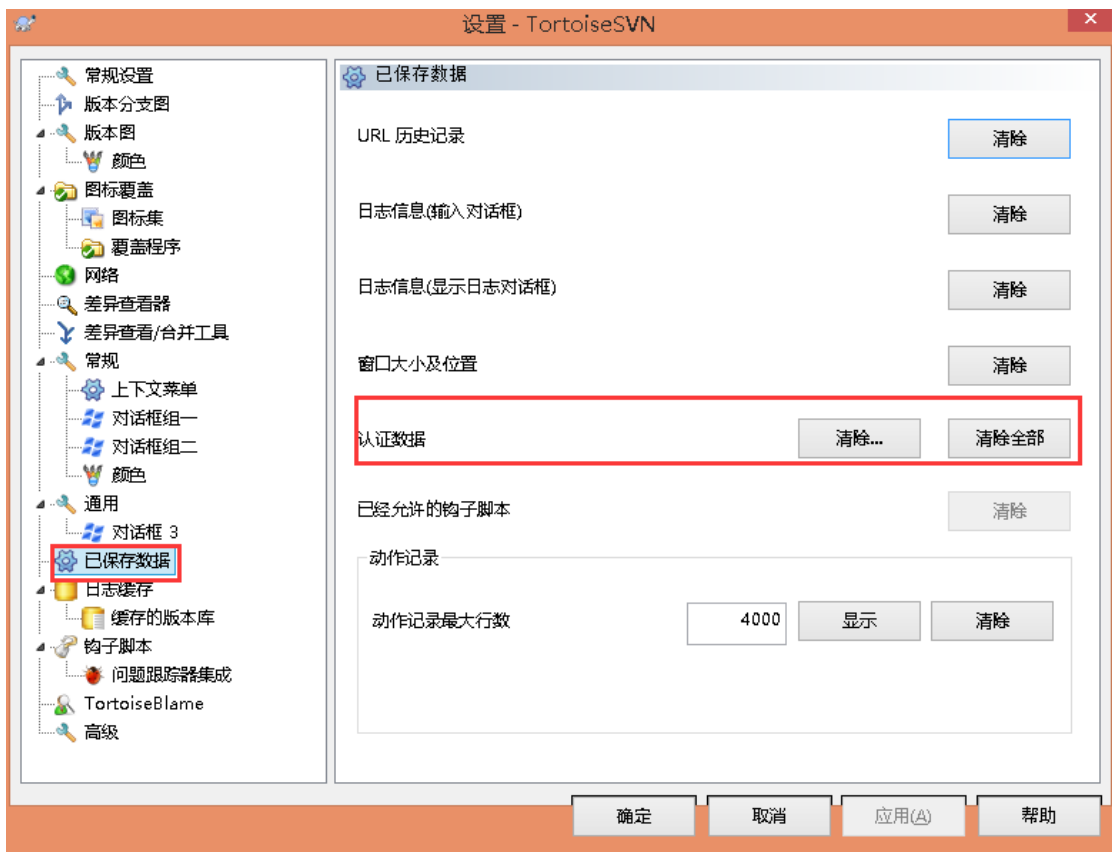 设置 - TortoiseSVN
常规设置
版本分支图
版本图
颜色
图标覆盖
图标集
覆盖程序
网络
差异查看器
差异查看/合并工具
常规
上下文菜单
对话框组一
对话框组二
颜色
通用
对话框 3
已保存数据
日志缓存
缓存的版本库
钩子脚本
问题跟踪器集成
TortoiseBlame
高级
已保存数据
URL 历史记录
清除
日志信息(输入对话框)
清除
日志信息(显示日志对话框)
清除
窗口大小及位置
清除
认证数据
清除...
清除全部
已经允许的钩子脚本
清除
动作记录
动作记录最大行数
4000
显示
清除
确定
取消
应用(A)
帮助